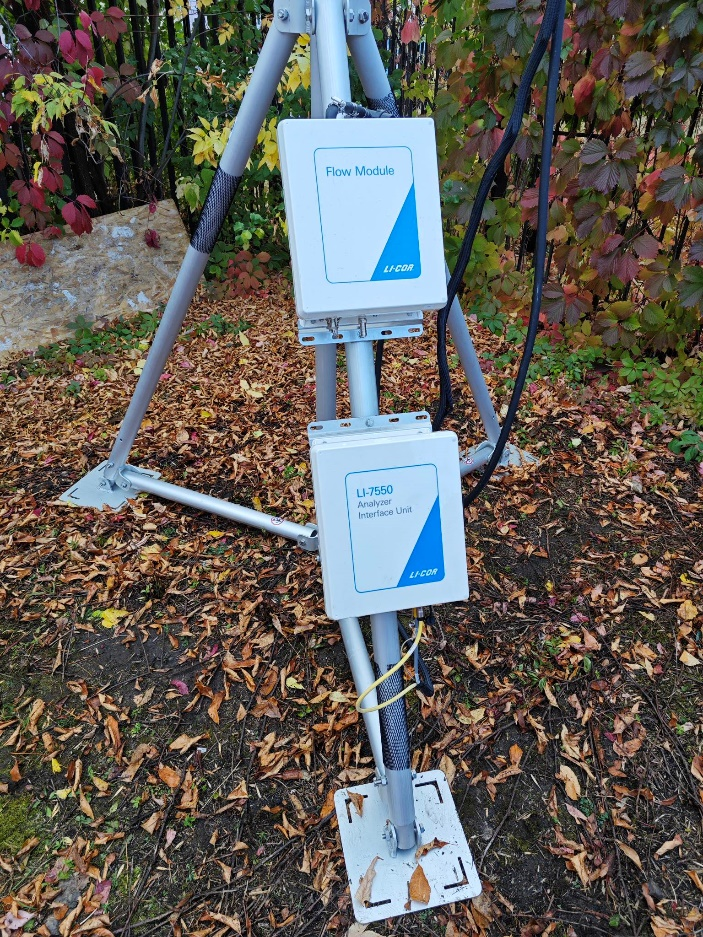 Flow Module
LI-COR
LI-7550
Analyzer
Interface Unit
LI-COR